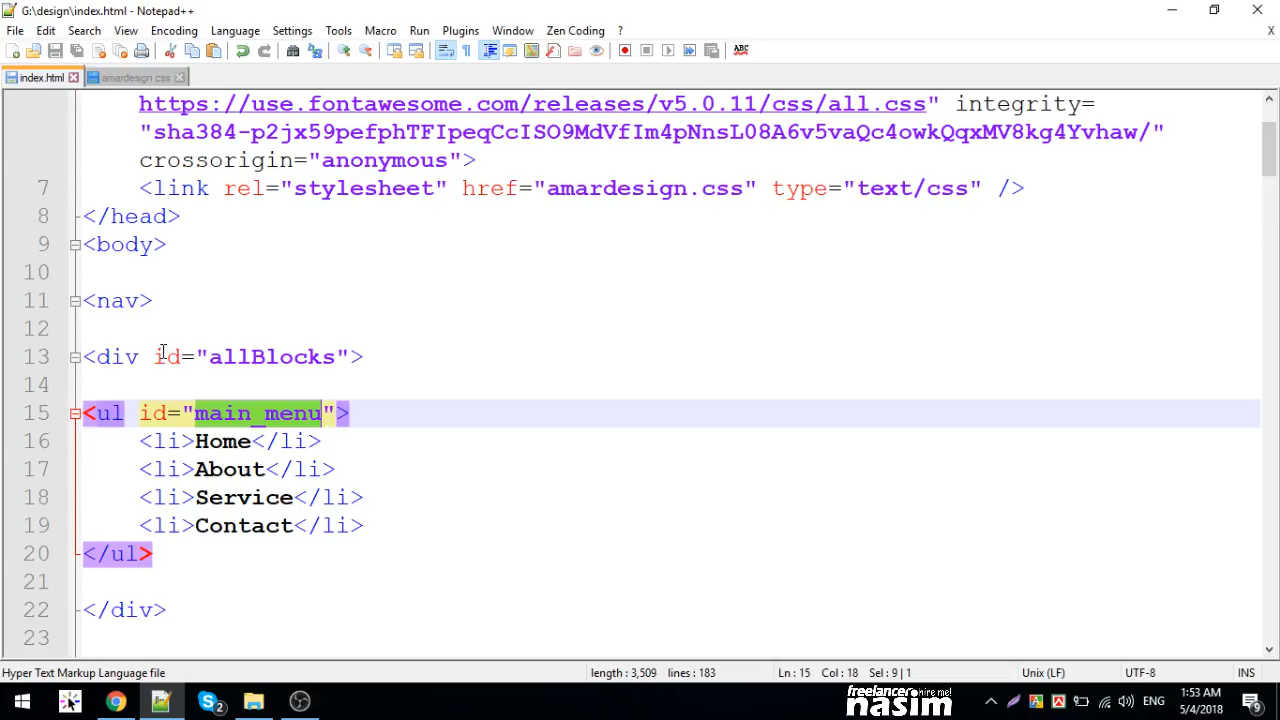 G:\design\index.html - Notepad++
File Edit Search View Encoding Language Settings Tools Macro Run Plugins Window Zen Coding ? X
index.html amardesign.css
https://use.fontawesome.com/releases/v5.0.11/css/all.css" integrity=
"sha384-p2jx59pefphTFIpeqCcISO9MdVfIm4pNnsL08A6v5vaQc4owkQqxMV8kg4Yvhaw/"
crossorigin="anonymous">
7 <link rel="stylesheet" href="amardesign.css" type="text/css" />
8 </head>
9 <body>
10
11 <nav>
12
13 <div id="allBlocks">
14
15 <ul id="main_menu">
16 <li>Home</li>
17 <li>About</li>
18 <li>Service</li>
19 <li>Contact</li>
20 </ul>
21
22 </div>
23
Hyper Text Markup Language file length : 3,509 lines : 183 Ln : 15 Col : 18 Sel : 9 | 1 Unix (LF) UTF-8 INS
freelancer hire me!
nasim
ENG
1:53 AM
5/4/2018
2
9